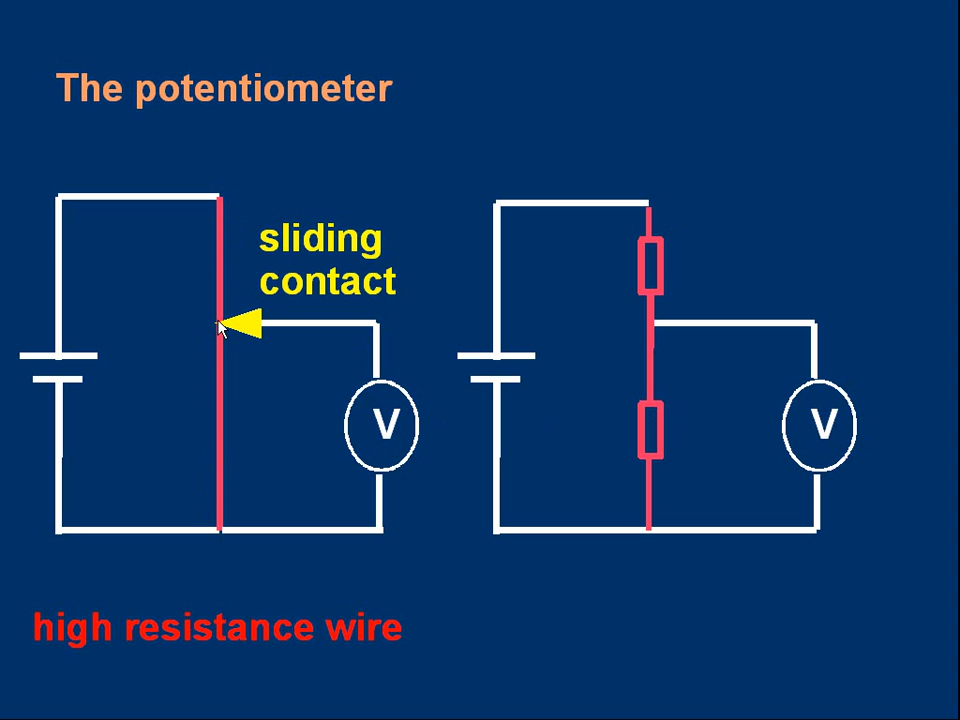 The potentiometer
sliding
contact
V
V
high resistance wire